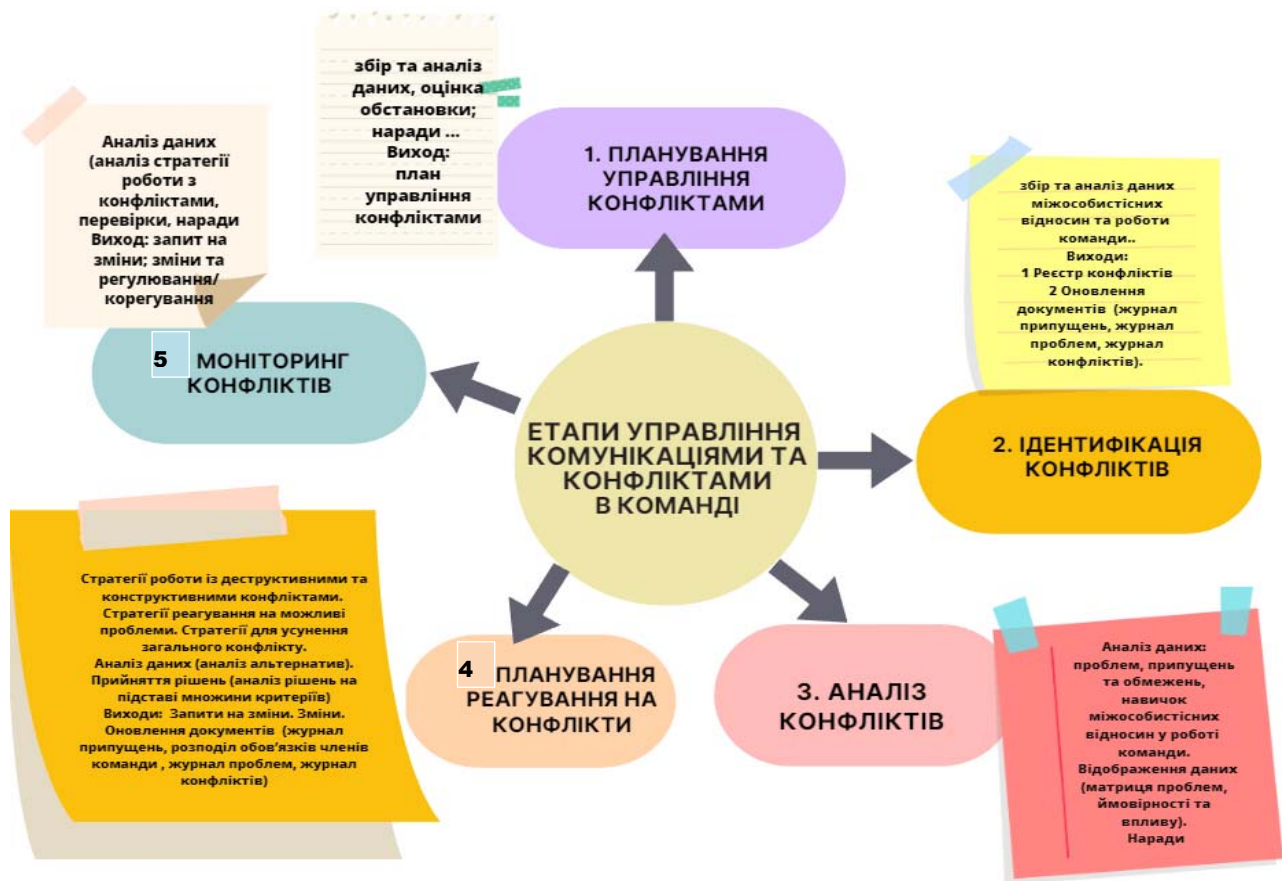 ЕТАПИ УПРАВЛІННЯ
КОМУНІКАЦІЯМИ ТА
КОНФЛІКТАМИ
В КОМАНДІ
1. ПЛАНУВАННЯ
УПРАВЛІННЯ
КОНФЛІКТАМИ
збір та аналіз
даних, оцінка
обстановки;
наради ...
Виход:
план
управління
конфліктами
2. ІДЕНТИФІКАЦІЯ
КОНФЛІКТІВ
збір та аналіз даних
міжособистісних
відносин та роботи
команди..
Виходи:
1 Реєстр конфліктів
2 Оновлення
документів (журнал
припущень, журнал
проблем, журнал
конфліктів).
3. АНАЛІЗ
КОНФЛІКТІВ
Аналіз даних:
проблем, припущень
та обмежень,
навичок
міжособистісних
відносин у роботі
команди.
Відображення даних
(матриця проблем,
ймовірності та
впливу).
Наради
4 ПЛАНУВАННЯ
РЕАГУВАННЯ НА
КОНФЛІКТИ
Стратегії роботи із деструктивними та
конструктивними конфліктами.
Стратегії реагування на можливі
проблеми. Стратегії для усунення
загального конфлікту.
Аналіз даних (аналіз альтернатив).
Прийняття рішень (аналіз рішень на
підставі множини критеріїв)
Виходи: Запити на зміни. Зміни.
Оновлення документів (журнал
припущень, розподіл обов’язків членів
команди , журнал проблем, журнал
конфліктів)
5 МОНІТОРИНГ
КОНФЛІКТІВ
Аналіз даних
(аналіз стратегії
роботи з
конфліктами,
перевірки, наради
Виход: запит на
зміни; зміни та
регулювання/
корегування